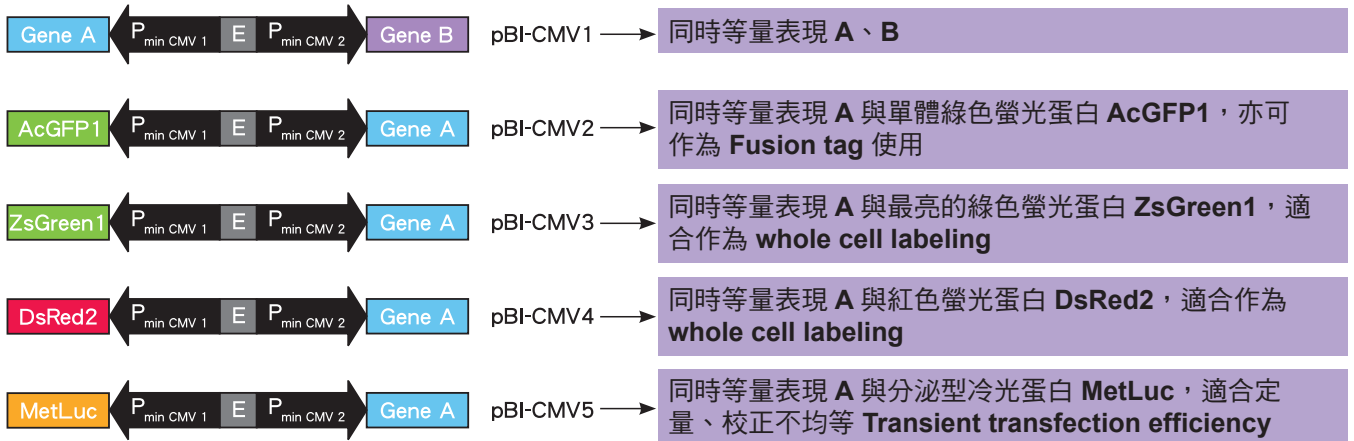 Gene A P min CMV 1 E P min CMV 2 Gene B pBI-CMV1 同時等量表現 A、B
AcGFP1 P min CMV 1 E P min CMV 2 Gene A pBI-CMV2 同時等量表現 A 與單體綠色螢光蛋白 AcGFP1，亦可
作為 Fusion tag 使用
ZsGreen1 P min CMV 1 E P min CMV 2 Gene A pBI-CMV3 同時等量表現 A 與最亮的綠色螢光蛋白 ZsGreen1，適
合作為 whole cell labeling
DsRed2 P min CMV 1 E P min CMV 2 Gene A pBI-CMV4 同時等量表現 A 與紅色螢光蛋白 DsRed2，適合作為
whole cell labeling
MetLuc P min CMV 1 E P min CMV 2 Gene A pBI-CMV5 同時等量表現 A 與分泌型冷光蛋白 MetLuc，適合定
量、校正不均等 Transient transfection efficiency